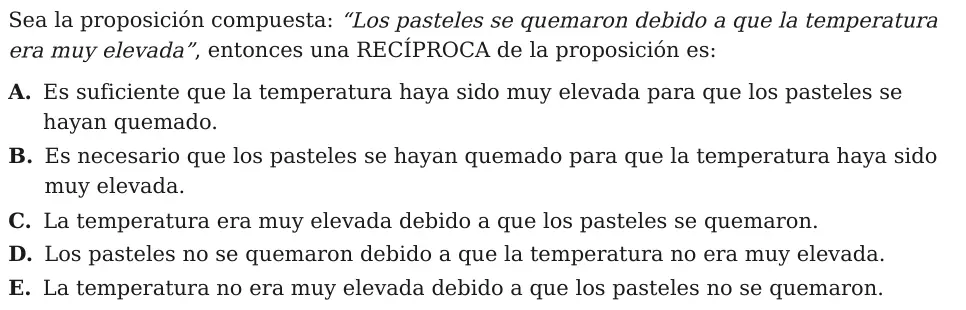 Sea la proposición compuesta: “Los pasteles se quemaron debido a que la temperatura
era muy elevada”, entonces una RECÍPROCA de la proposición es:
A. Es suficiente que la temperatura haya sido muy elevada para que los pasteles se
hayan quemado.
B. Es necesario que los pasteles se hayan quemado para que la temperatura haya sido
muy elevada.
C. La temperatura era muy elevada debido a que los pasteles se quemaron.
D. Los pasteles no se quemaron debido a que la temperatura no era muy elevada.
E. La temperatura no era muy elevada debido a que los pasteles no se quemaron.